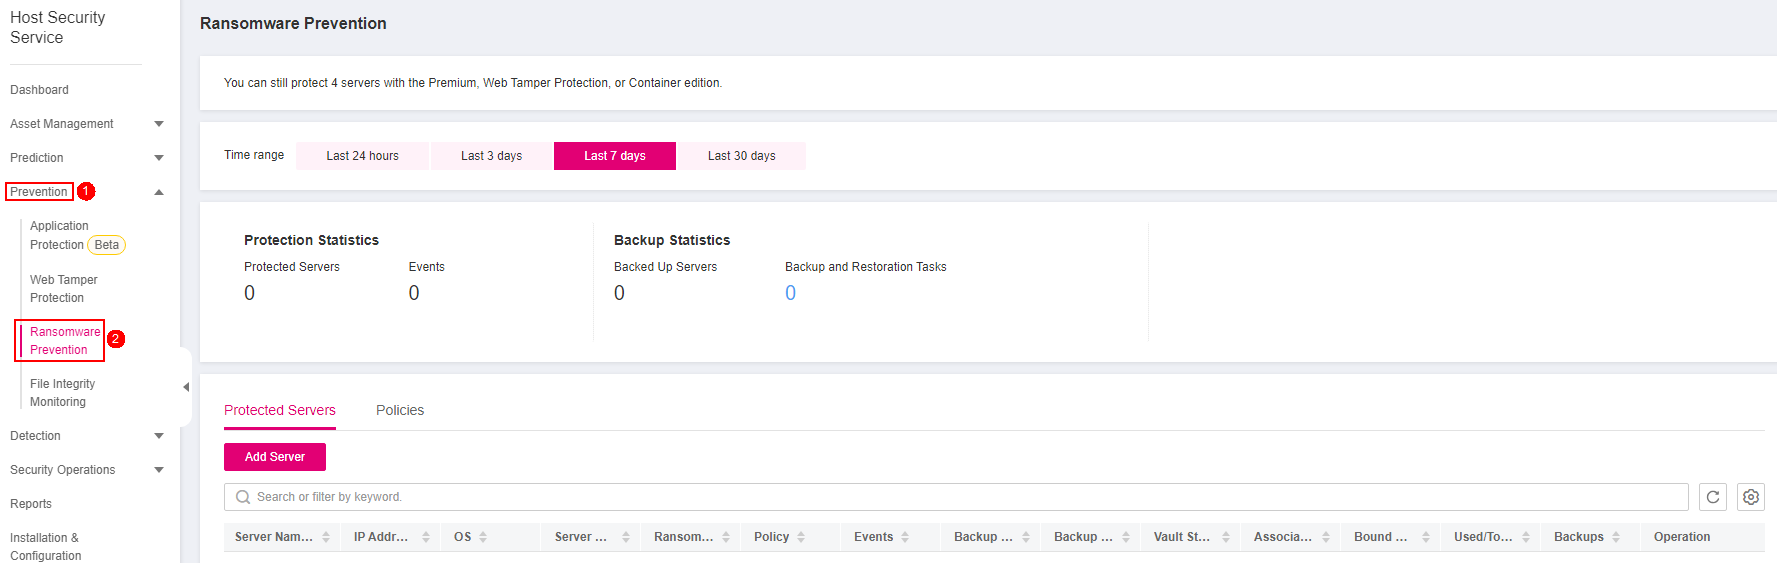 Host Security
Service
Dashboard
Asset Management
Prediction
Prevention 1
Application
Protection Beta
Web Tamper
Protection
Ransomware
Prevention 2
File Integrity
Monitoring
Detection
Security Operations
Reports
Installation &
Configuration
Ransomware Prevention
You can still protect 4 servers with the Premium, Web Tamper Protection, or Container edition.
Time range Last 24 hours Last 3 days Last 7 days Last 30 days
Protection Statistics
Protected Servers Events
0 0
Backup Statistics
Backed Up Servers Backup and Restoration Tasks
0 0
Protected Servers Policies
Add Server
Search or filter by keyword.
Server Nam... IP Addr... OS Server ... Ransom... Policy Events Backup ... Backup ... Vault St... Associa... Bound ... Used/To... Backups Operation